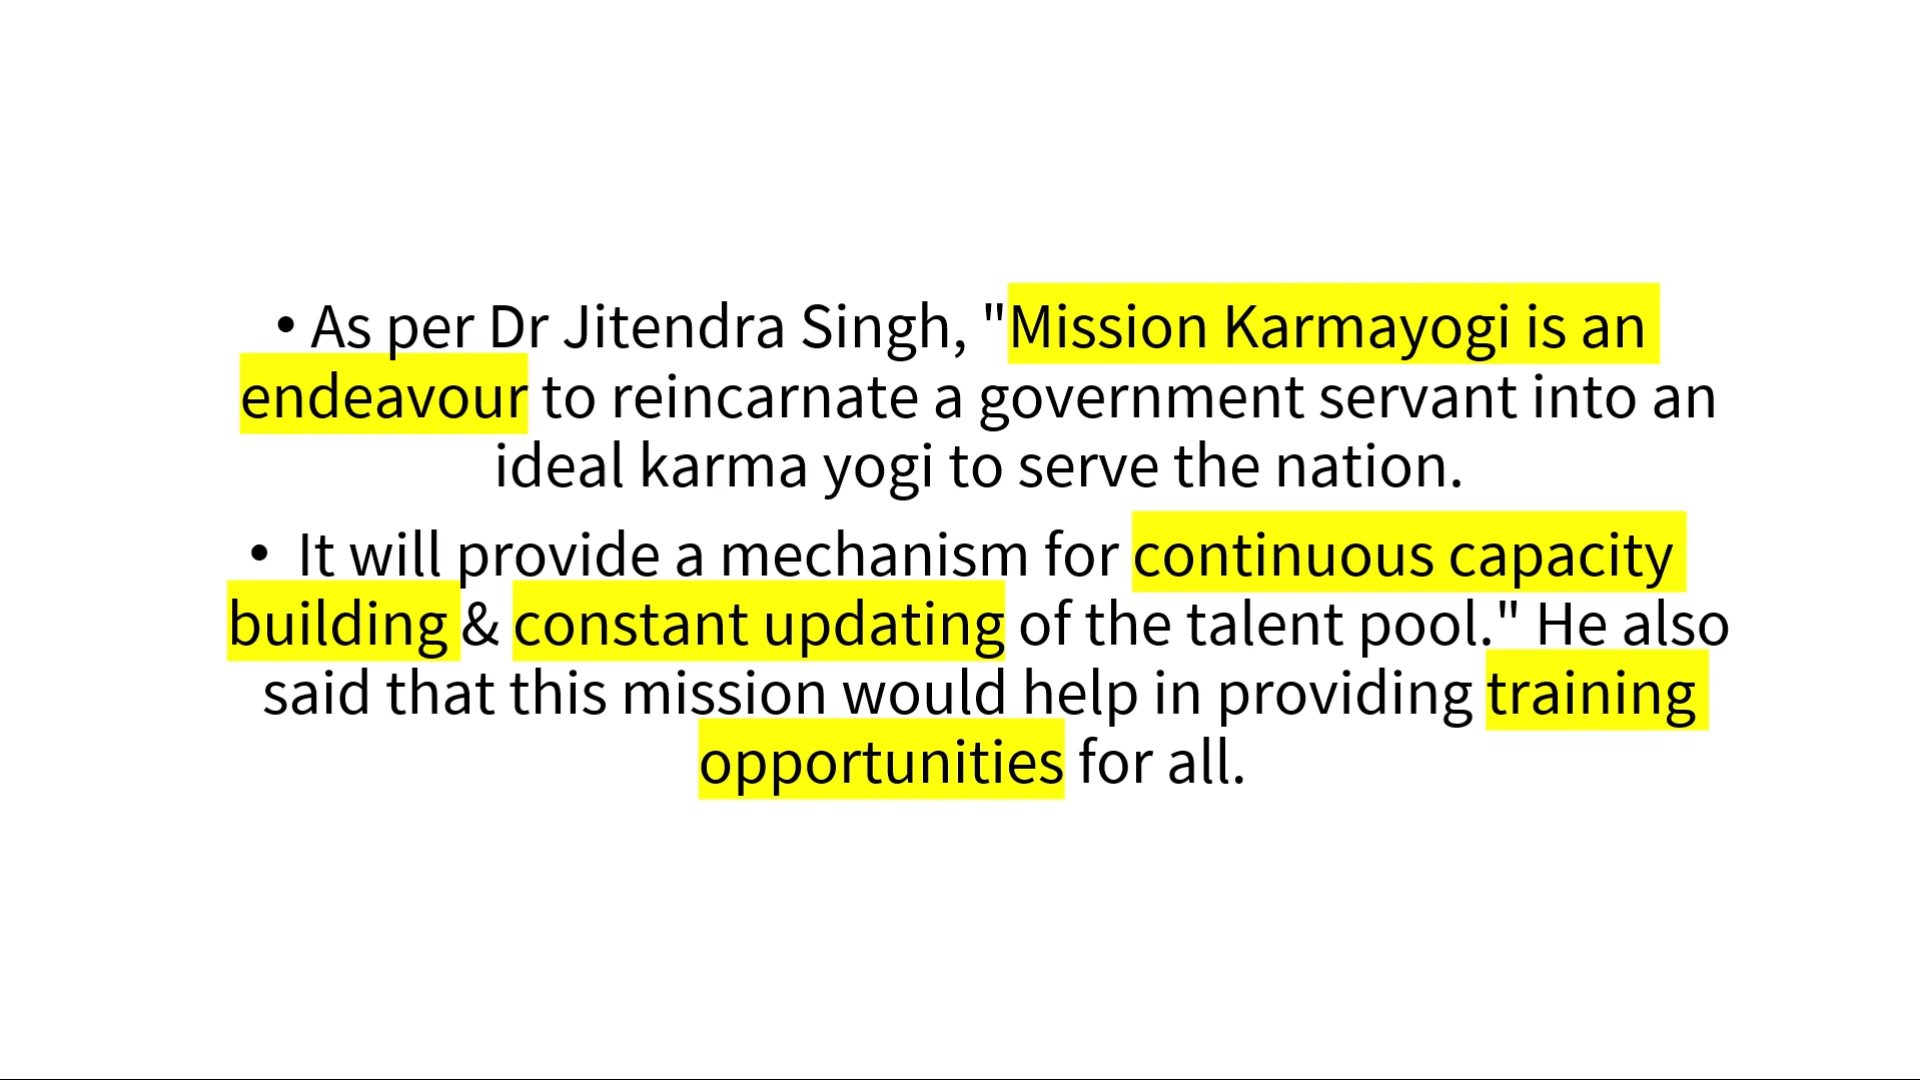 • As per Dr Jitendra Singh, "Mission Karmayogi is an
endeavour to reincarnate a government servant into an
ideal karma yogi to serve the nation.
• It will provide a mechanism for continuous capacity
building & constant updating of the talent pool." He also
said that this mission would help in providing training
opportunities for all.